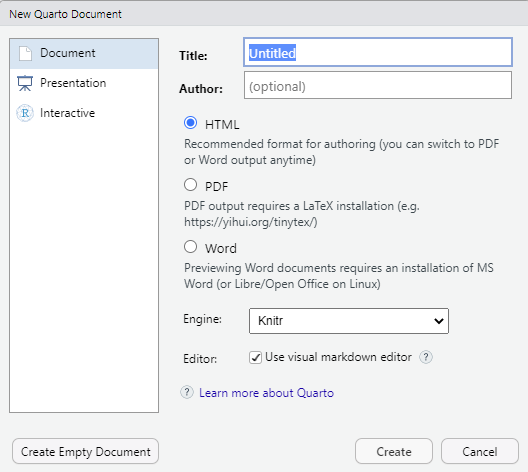 New Quarto Document
Document
Presentation
Interactive
Title: Untitled
Author: (optional)
HTML
Recommended format for authoring (you can switch to PDF
or Word output anytime)
PDF
PDF output requires a LaTeX installation (e.g.
https://yihui.org/tinytex/)
Word
Previewing Word documents requires an installation of MS
Word (or Libre/Open Office on Linux)
Engine: Knitr
Editor: Use visual markdown editor ?
? Learn more about Quarto
Create Empty Document Create Cancel